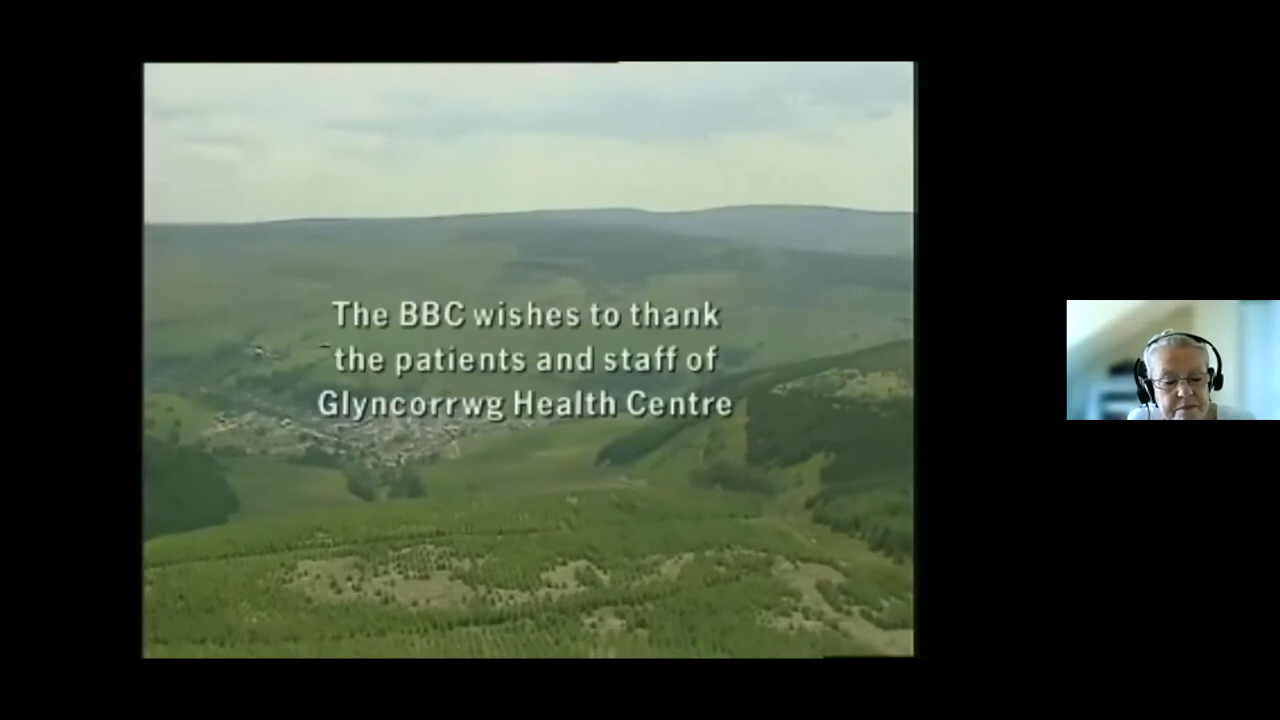 The BBC wishes to thank
the patients and staff of
Glyncorrwg Health Centre